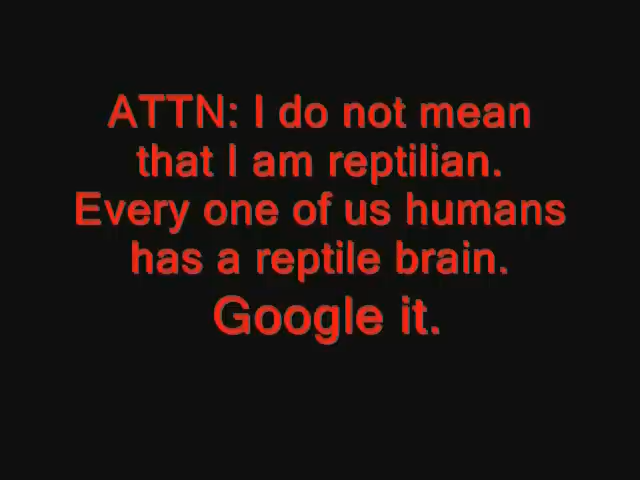 ATTN: I do not mean
that I am reptilian.
Every one of us humans
has a reptile brain.
Google it.